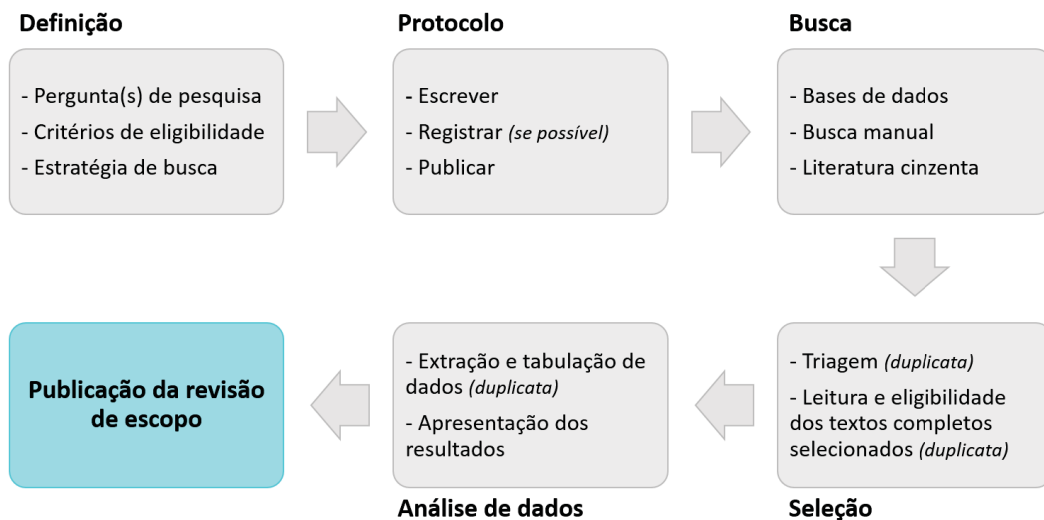 Definição
- Pergunta(s) de pesquisa
- Critérios de eligibilidade
- Estratégia de busca
Protocolo
- Escrever
- Registrar (se possível)
- Publicar
Busca
- Bases de dados
- Busca manual
- Literatura cinzenta
- Triagem (duplicata)
- Leitura e eligibilidade
dos textos completos
selecionados (duplicata)
Seleção
- Extração e tabulação de
dados (duplicata)
- Apresentação dos
resultados
Análise de dados
Publicação da revisão
de escopo